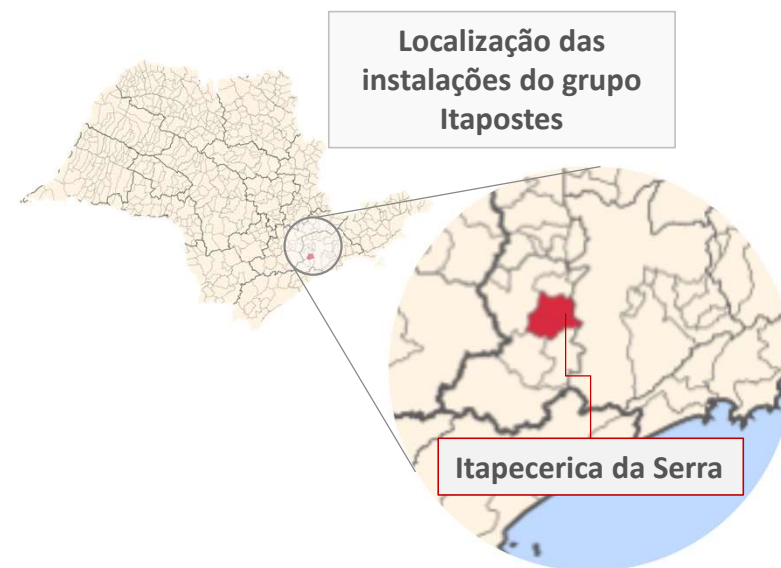 Localização das
instalações do grupo
Itapostes
Itapecerica da Serra